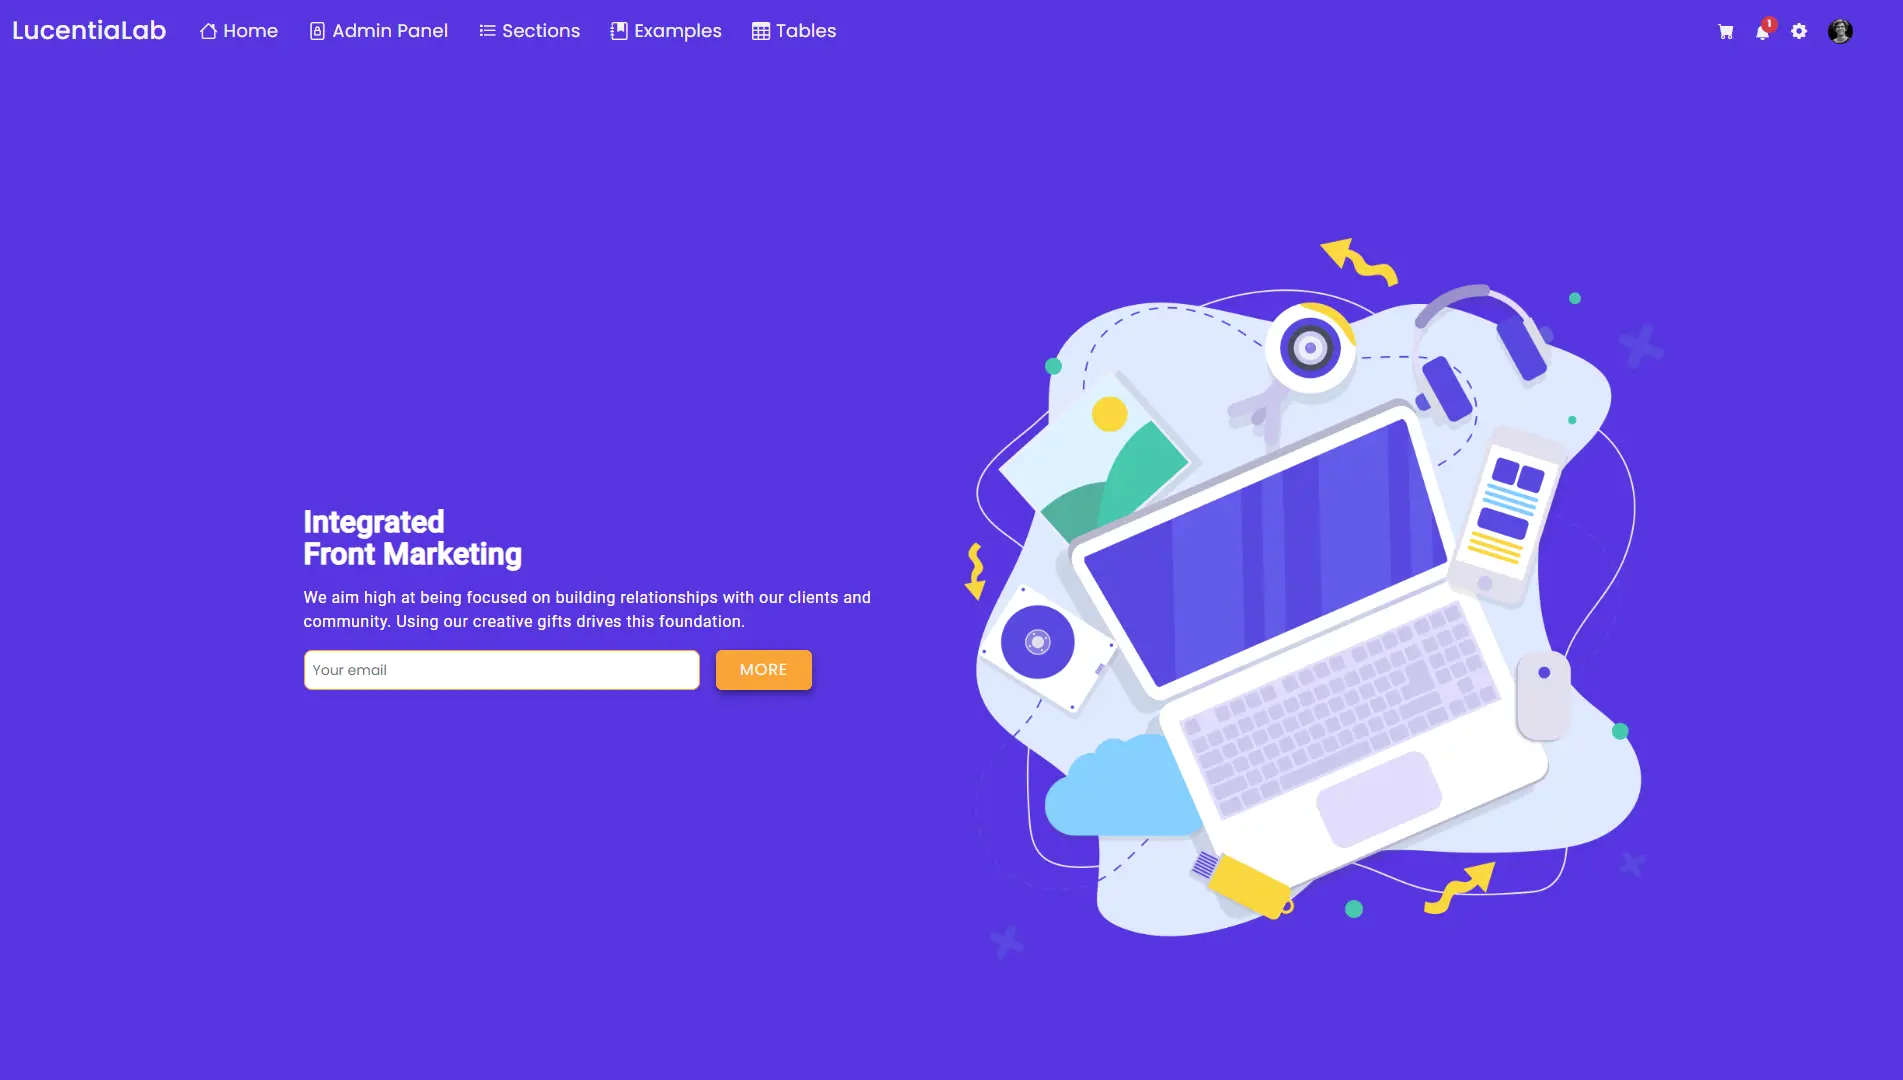 LucentiaLab
Home
Admin Panel
Sections
Examples
Tables
1
Integrated
Front Marketing
We aim high at being focused on building relationships with our clients and
community. Using our creative gifts drives this foundation.
Your email
MORE